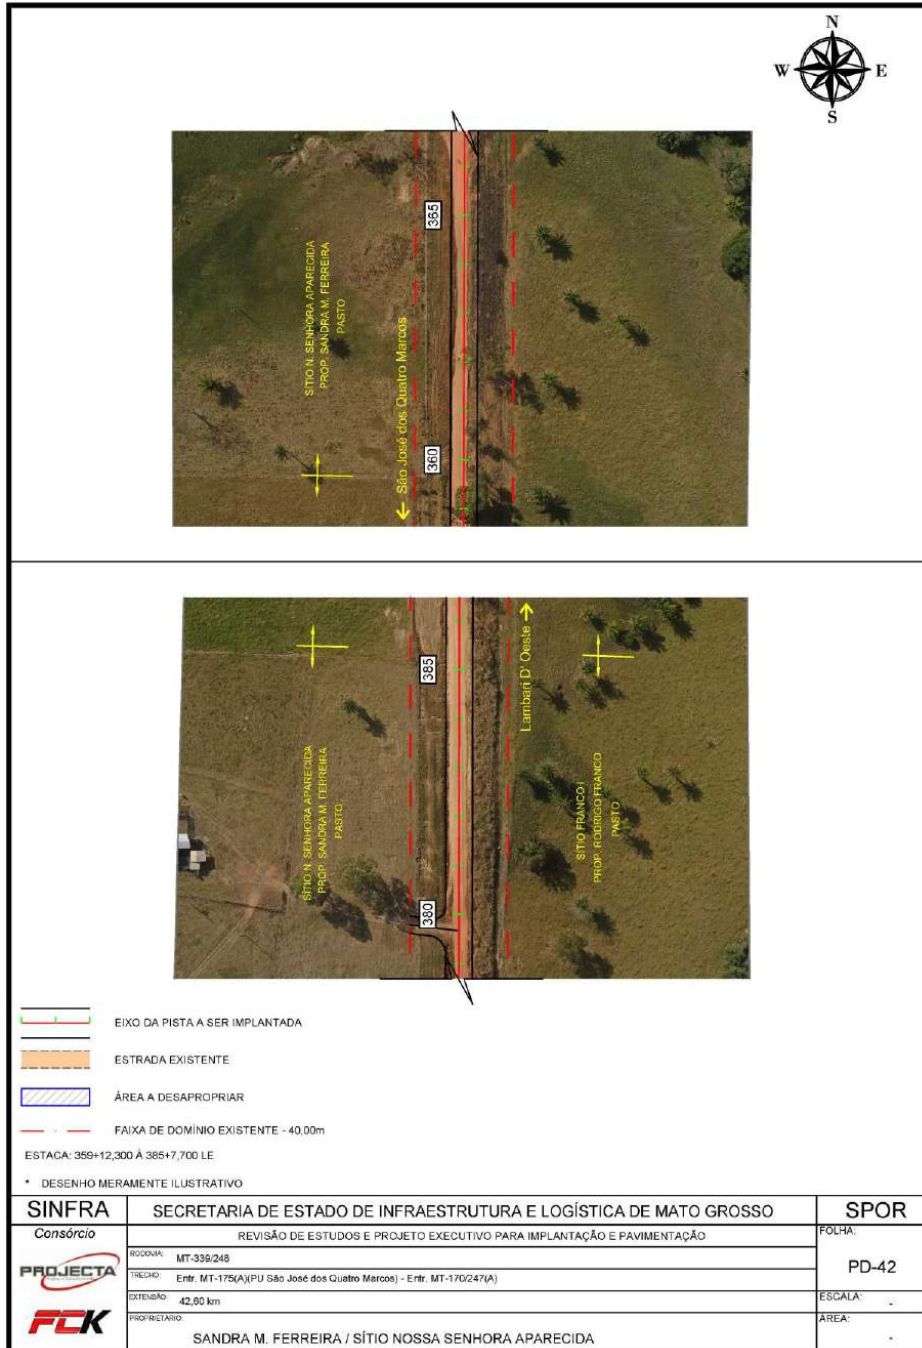 N
W
E
S
365
SÍTIO N. SENHORA APARECIDA
PROP. SANDRA M. FERREIRA
PASTO
← São José dos Quatro Marcos
360
Lambari D' Oeste →
385
SÍTIO N. SENHORA APARECIDA
PROP. SANDRA M. FERREIRA
PASTO
SÍTIO FRANCO I
PROP. RODRIGO FRANCO
PASTO
380
EIXO DA PISTA A SER IMPLANTADA
ESTRADA EXISTENTE
ÁREA A DESAPROPRIAR
FAIXA DE DOMÍNIO EXISTENTE - 40,00m
ESTACA: 359+12,300 À 385+7,700 LE
* DESENHO MERAMENTE ILUSTRATIVO
SINFRA
SECRETARIA DE ESTADO DE INFRAESTRUTURA E LOGÍSTICA DE MATO GROSSO
SPOR
Consórcio
REVISÃO DE ESTUDOS E PROJETO EXECUTIVO PARA IMPLANTAÇÃO E PAVIMENTAÇÃO
FOLHA:
PD-42
PROJECTA
RODOVIA: MT-339/248
TRECHO: Entr. MT-175(A)(PU São José dos Quatro Marcos) - Entr. MT-170/247(A)
FCK
EXTENSÃO: 42,60 km
ESCALA: -
PROPRIETÁRIO:
SANDRA M. FERREIRA / SÍTIO NOSSA SENHORA APARECIDA
ÁREA:
-